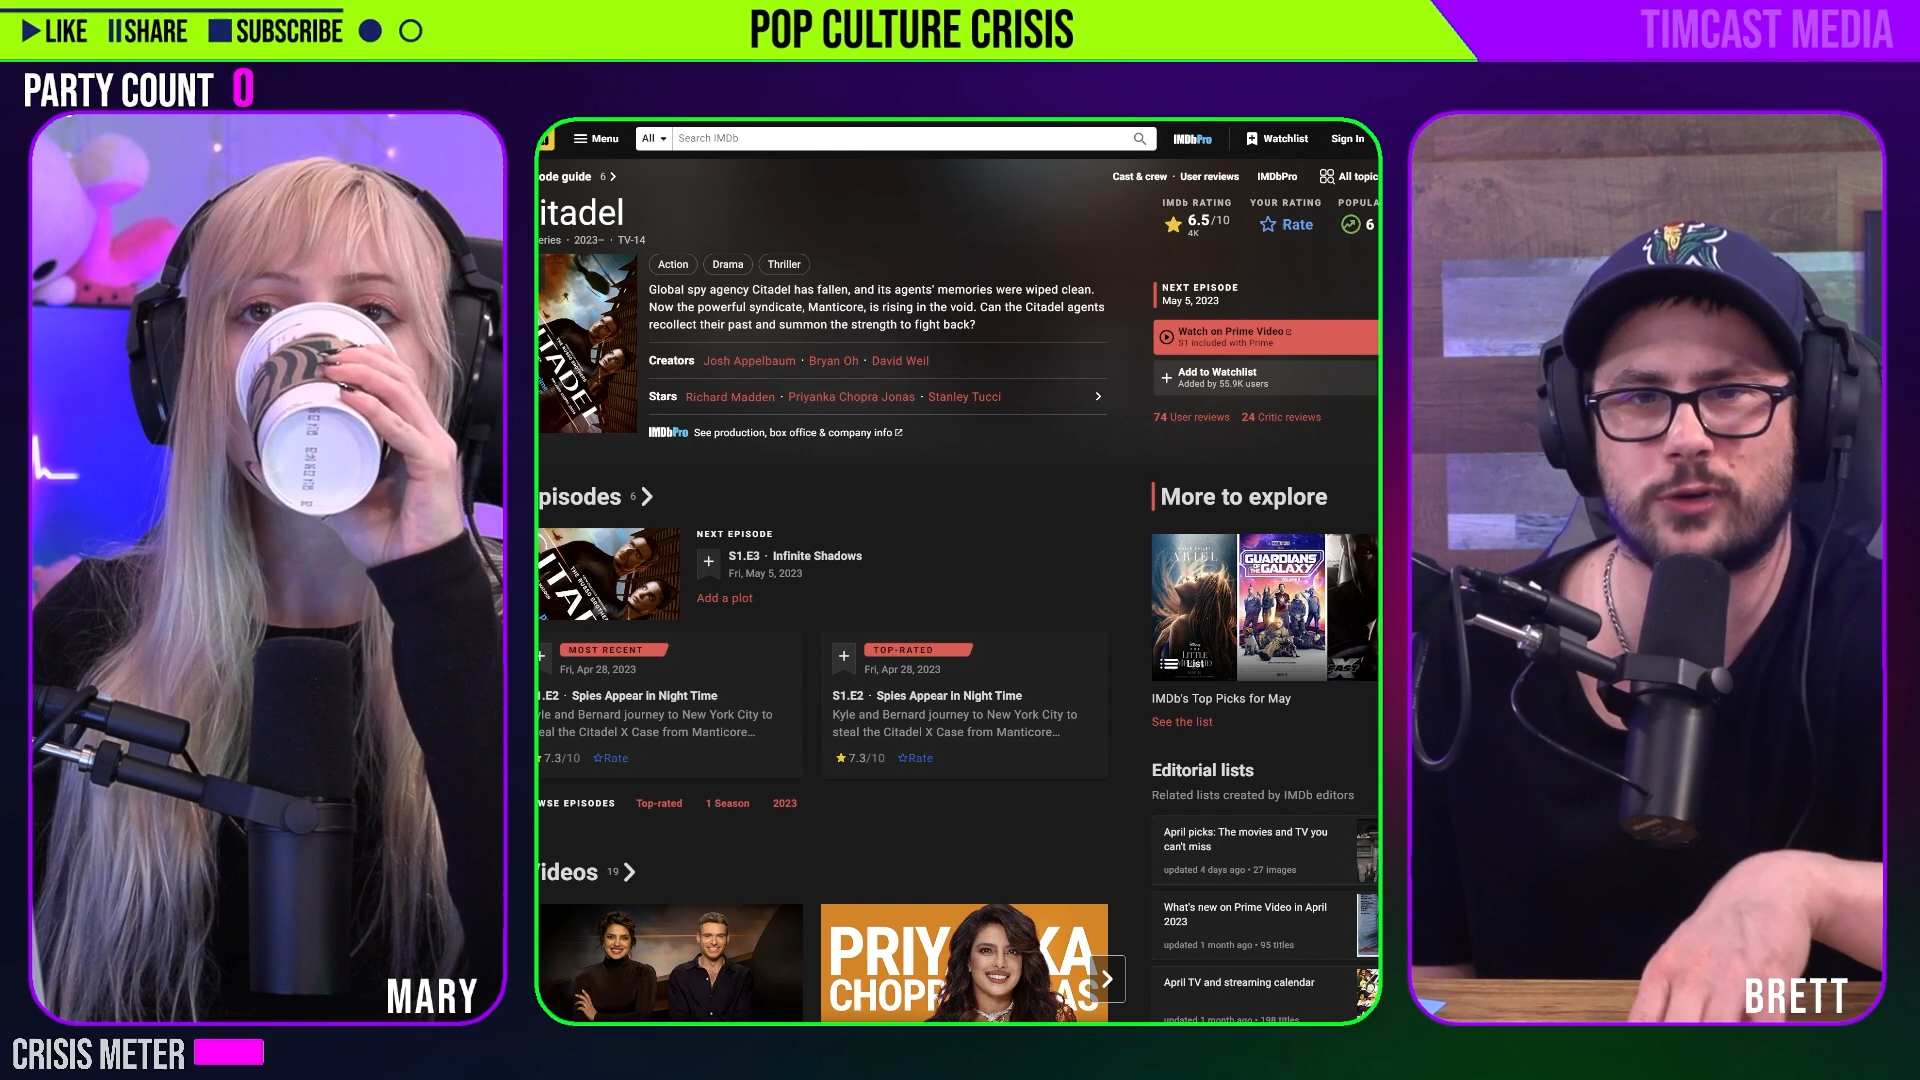 LIKE SHARE SUBSCRIBE
POP CULTURE CRISIS
TIMCAST MEDIA
PARTY COUNT 0
Menu
All
Search IMDb
IMDbPro
Watchlist
Sign In
ode guide 6
Cast & crew · User reviews
IMDbPro
All topic
itadel
eries · 2023– · TV-14
IMDb RATING
6.5/10
4K
YOUR RATING
Rate
POPULA
6
Action
Drama
Thriller
Global spy agency Citadel has fallen, and its agents' memories were wiped clean.
Now the powerful syndicate, Manticore, is rising in the void. Can the Citadel agents
recollect their past and summon the strength to fight back?
Creators Josh Appelbaum · Bryan Oh · David Weil
Stars Richard Madden · Priyanka Chopra Jonas · Stanley Tucci
IMDbPro See production, box office & company info
NEXT EPISODE
May 5, 2023
Watch on Prime Video
S1 included with Prime
Add to Watchlist
Added by 55.9K users
74 User reviews 24 Critic reviews
pisodes 6
NEXT EPISODE
S1.E3 · Infinite Shadows
Fri, May 5, 2023
Add a plot
MOST RECENT
Fri, Apr 28, 2023
.E2 · Spies Appear in Night Time
yle and Bernard journey to New York City to
eal the Citadel X Case from Manticore...
7.3/10 Rate
TOP-RATED
Fri, Apr 28, 2023
S1.E2 · Spies Appear in Night Time
Kyle and Bernard journey to New York City to
steal the Citadel X Case from Manticore...
7.3/10 Rate
WSE EPISODES Top-rated 1 Season 2023
ideos 19
PRIY KA
CHOPR AS
More to explore
ARIEL
GUARDIANS
OF THE GALAXY
List
FAST
IMDb's Top Picks for May
See the list
Editorial lists
Related lists created by IMDb editors
April picks: The movies and TV you
can't miss
updated 4 days ago • 27 images
What's new on Prime Video in April
2023
updated 1 month ago • 95 titles
April TV and streaming calendar
updated 1 month ago • 198 titles
MARY
BRETT
CRISIS METER